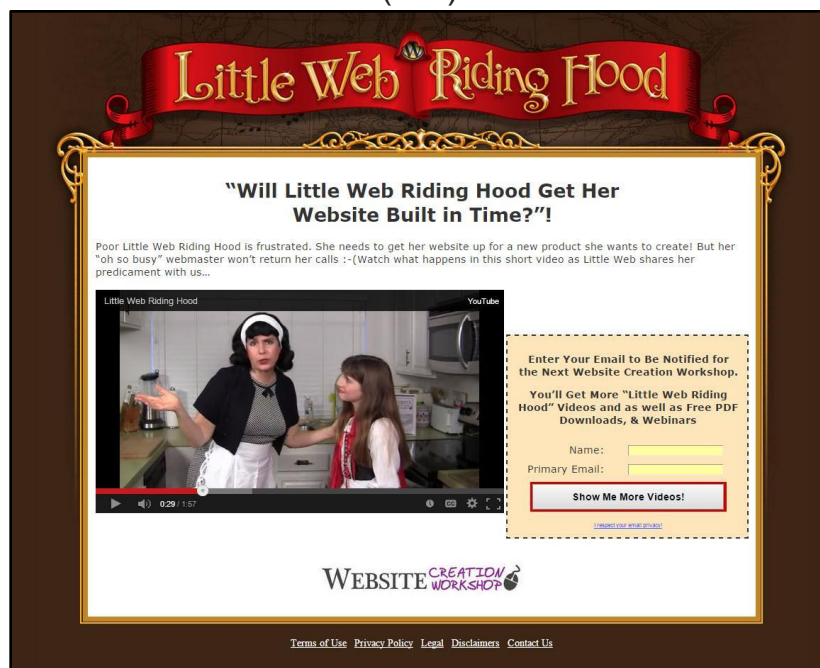 Little Web Riding Hood
W
“Will Little Web Riding Hood Get Her
Website Built in Time?”!
Poor Little Web Riding Hood is frustrated. She needs to get her website up for a new product she wants to create! But her
“oh so busy” webmaster won’t return her calls :-(Watch what happens in this short video as Little Web shares her
predicament with us...
Little Web Riding Hood
YouTube
0:29 / 1:57
CC
Enter Your Email to Be Notified for
the Next Website Creation Workshop.
You’ll Get More “Little Web Riding
Hood” Videos and as well as Free PDF
Downloads, & Webinars
Name:
Primary Email:
Show Me More Videos!
I respect your email privacy!
WEBSITE CREATION WORKSHOP
Terms of Use Privacy Policy Legal Disclaimers Contact Us